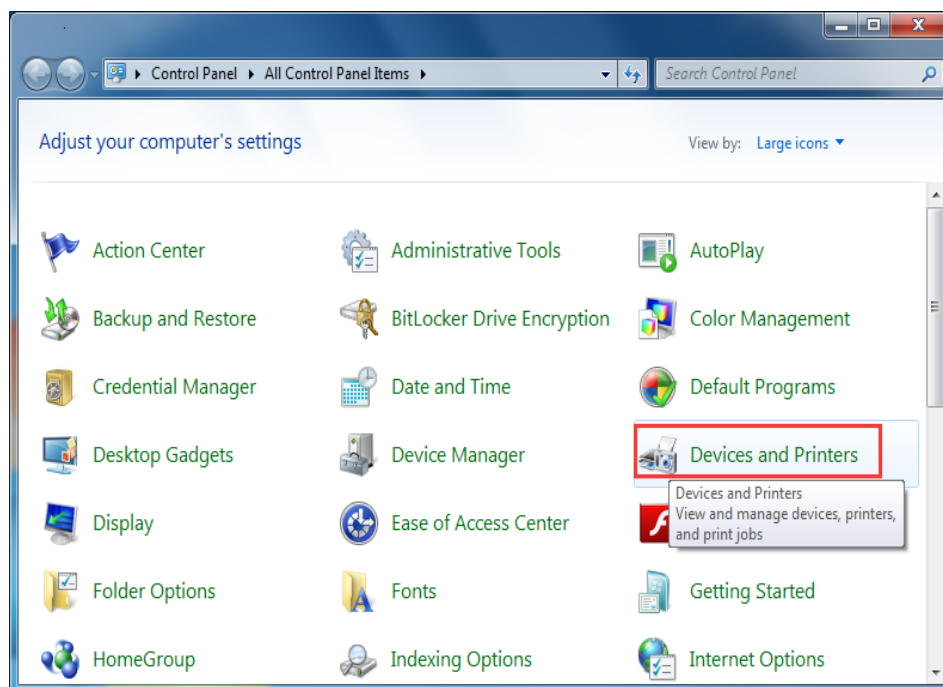 Control Panel All Control Panel Items
Search Control Panel
Adjust your computer's settings
View by: Large icons
Action Center
Administrative Tools
AutoPlay
Backup and Restore
BitLocker Drive Encryption
Color Management
Credential Manager
Date and Time
Default Programs
Desktop Gadgets
Device Manager
Devices and Printers
Devices and Printers
View and manage devices, printers,
and print jobs
Display
Ease of Access Center
Folder Options
Fonts
Getting Started
HomeGroup
Indexing Options
Internet Options